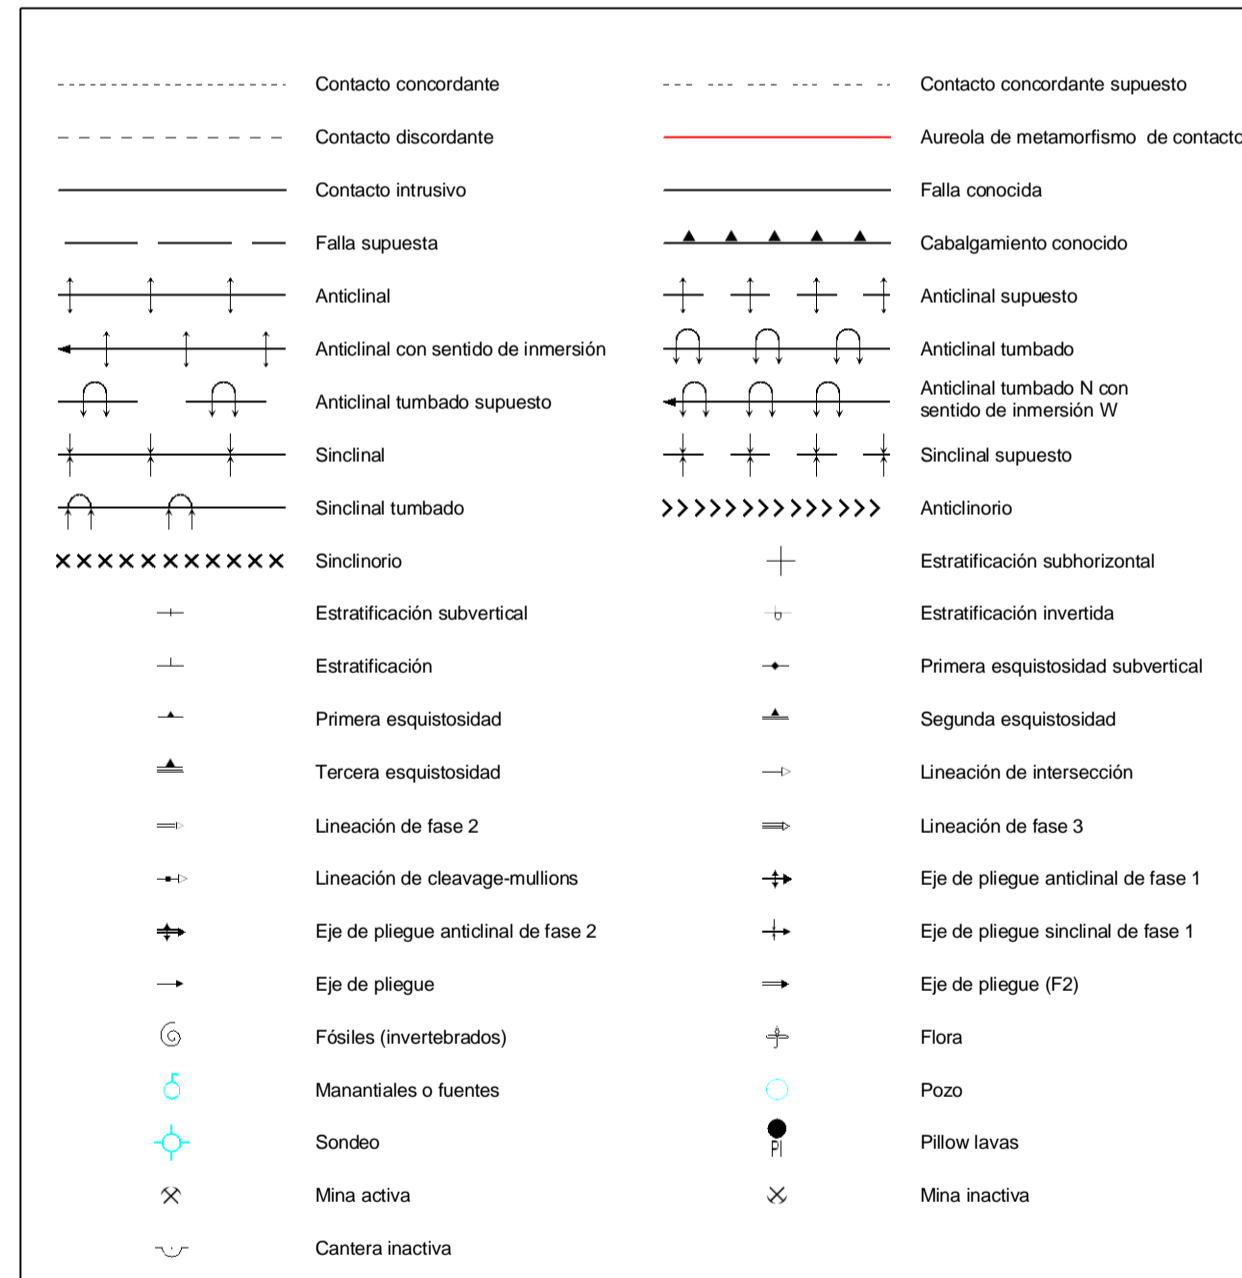 Contacto concordante
Contacto concordante supuesto
Contacto discordante
Aureola de metamorfismo de contacto
Contacto intrusivo
Falla conocida
Falla supuesta
Cabalgamiento conocido
Anticlinal
Anticlinal supuesto
Anticlinal con sentido de inmersión
Anticlinal tumbado
Anticlinal tumbado supuesto
Anticlinal tumbado N con
sentido de inmersión W
Sinclinal
Sinclinal supuesto
Sinclinal tumbado
Anticlinorio
Sinclinorio
Estratificación subhorizontal
Estratificación subvertical
Estratificación invertida
Estratificación
Primera esquistosidad subvertical
Primera esquistosidad
Segunda esquistosidad
Tercera esquistosidad
Lineación de intersección
Lineación de fase 2
Lineación de fase 3
Lineación de cleavage-mullions
Eje de pliegue anticlinal de fase 1
Eje de pliegue anticlinal de fase 2
Eje de pliegue sinclinal de fase 1
Eje de pliegue
Eje de pliegue (F2)
Fósiles (invertebrados)
Flora
Manantiales o fuentes
Pozo
Sondeo
Pl
Pillow lavas
Mina activa
Mina inactiva
Cantera inactiva